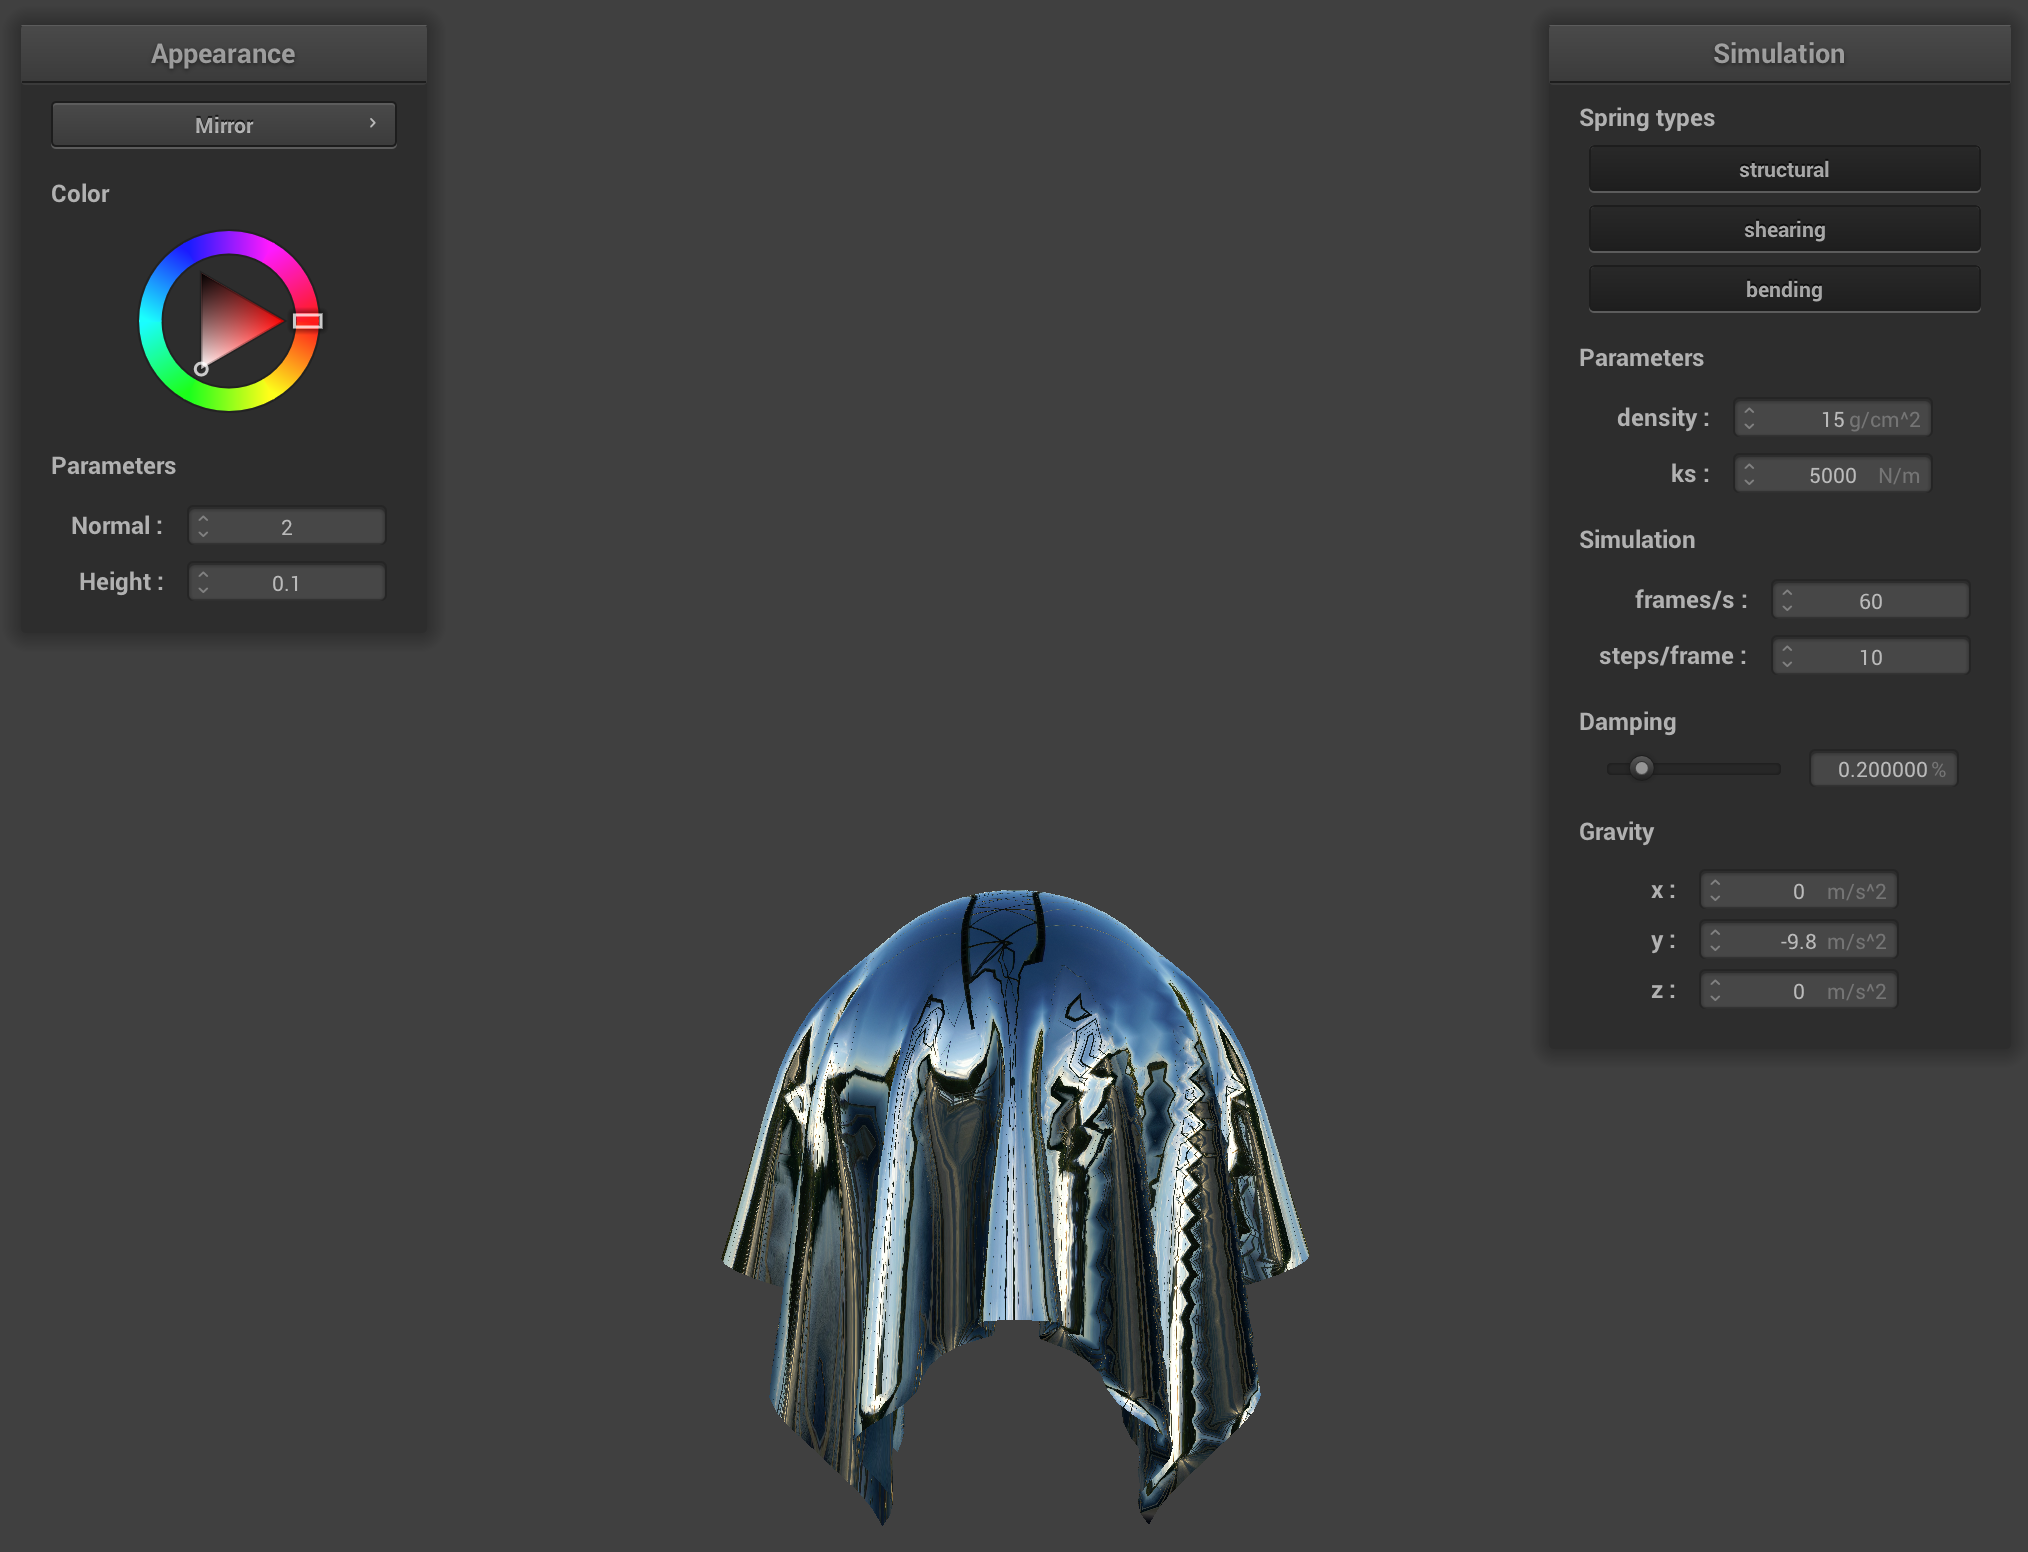 Appearance
Mirror
Color
Parameters
Normal : 2
Height : 0.1
Simulation
Spring types
structural
shearing
bending
Parameters
density : 15 g/cm^2
ks : 5000 N/m
Simulation
frames/s : 60
steps/frame : 10
Damping
0.200000 %
Gravity
x : 0 m/s^2
y : -9.8 m/s^2
z : 0 m/s^2